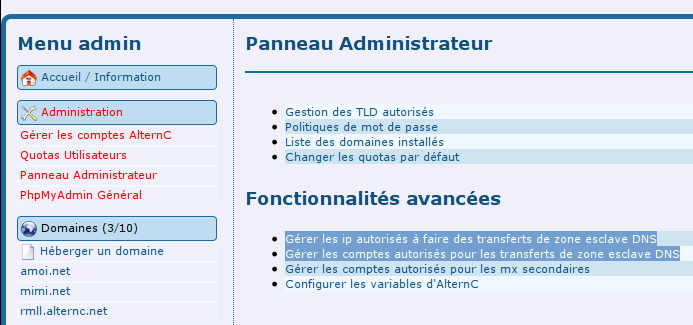 Menu admin
Accueil / Information
Administration
Gérer les comptes AlternC
Quotas Utilisateurs
Panneau Administrateur
PhpMyAdmin Général
Domaines (3/10)
Héberger un domaine
amoi.net
mimi.net
rmll.alternc.net
Panneau Administrateur
Gestion des TLD autorisés
Politiques de mot de passe
Liste des domaines installés
Changer les quotas par défaut
Fonctionnalités avancées
Gérer les ip autorisés à faire des transferts de zone esclave DNS
Gérer les comptes autorisés pour les transferts de zone esclave DNS
Gérer les comptes autorisés pour les mx secondaires
Configurer les variables d'AlternC